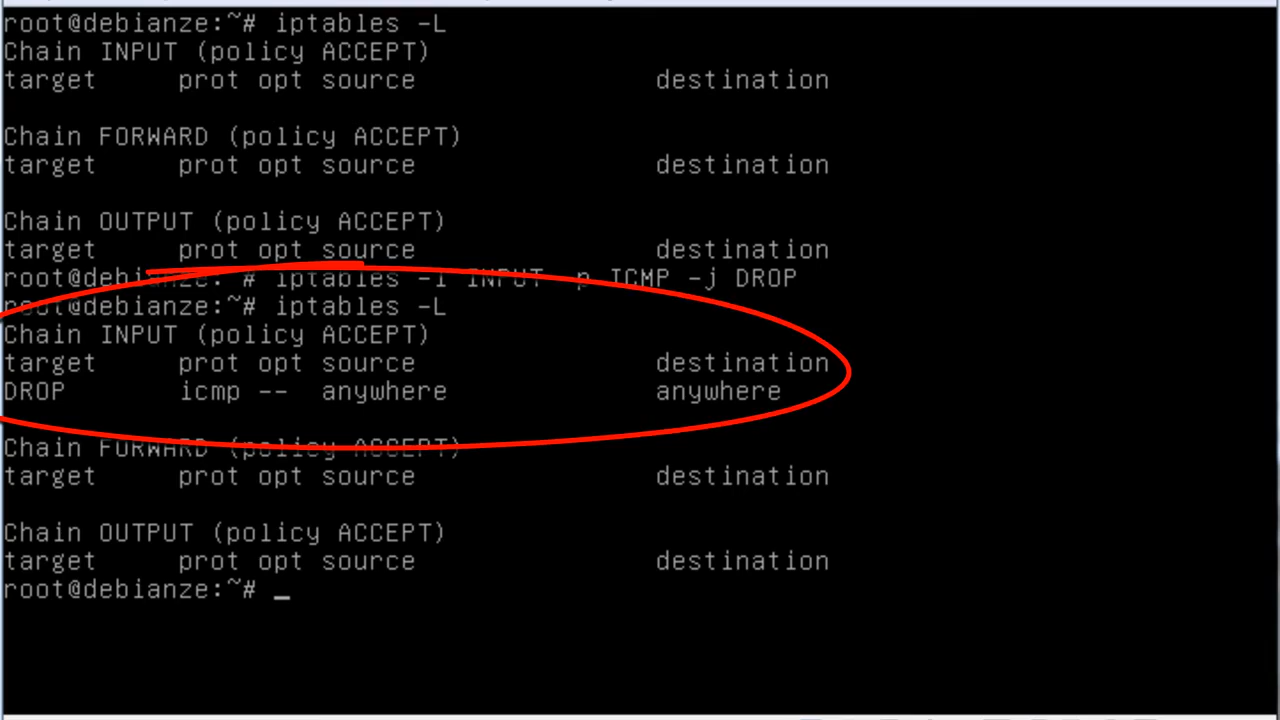 root@debianze:~# iptables -L
Chain INPUT (policy ACCEPT)
target prot opt source destination
Chain FORWARD (policy ACCEPT)
target prot opt source destination
Chain OUTPUT (policy ACCEPT)
target prot opt source destination
root@debianze:~# iptables -I INPUT -p ICMP -j DROP
root@debianze:~# iptables -L
Chain INPUT (policy ACCEPT)
target prot opt source destination
DROP icmp -- anywhere anywhere
Chain FORWARD (policy ACCEPT)
target prot opt source destination
Chain OUTPUT (policy ACCEPT)
target prot opt source destination
root@debianze:~# _